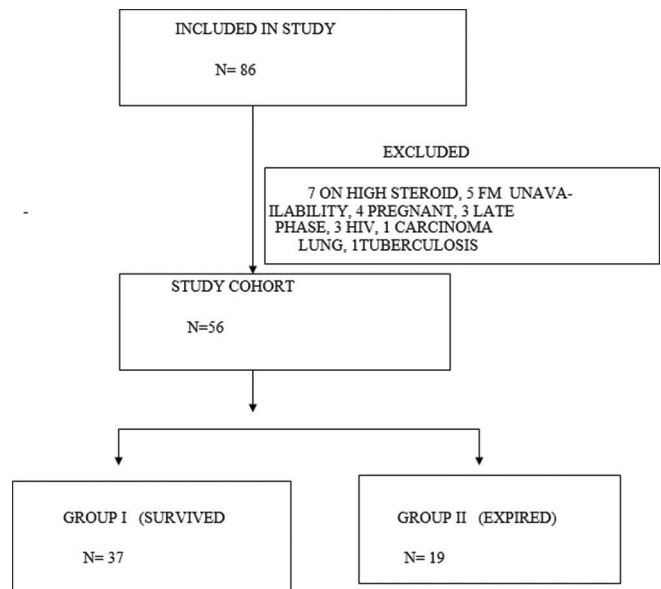 INCLUDED IN STUDY
N= 86
EXCLUDED
7 ON HIGH STEROID, 5 FM UNAVA-
ILABILITY, 4 PREGNANT, 3 LATE
PHASE, 3 HIV, 1 CARCINOMA
LUNG, 1TUBERCULOSIS
-
STUDY COHORT
N=56
GROUP I (SURVIVED
N= 37
GROUP II (EXPIRED)
N= 19